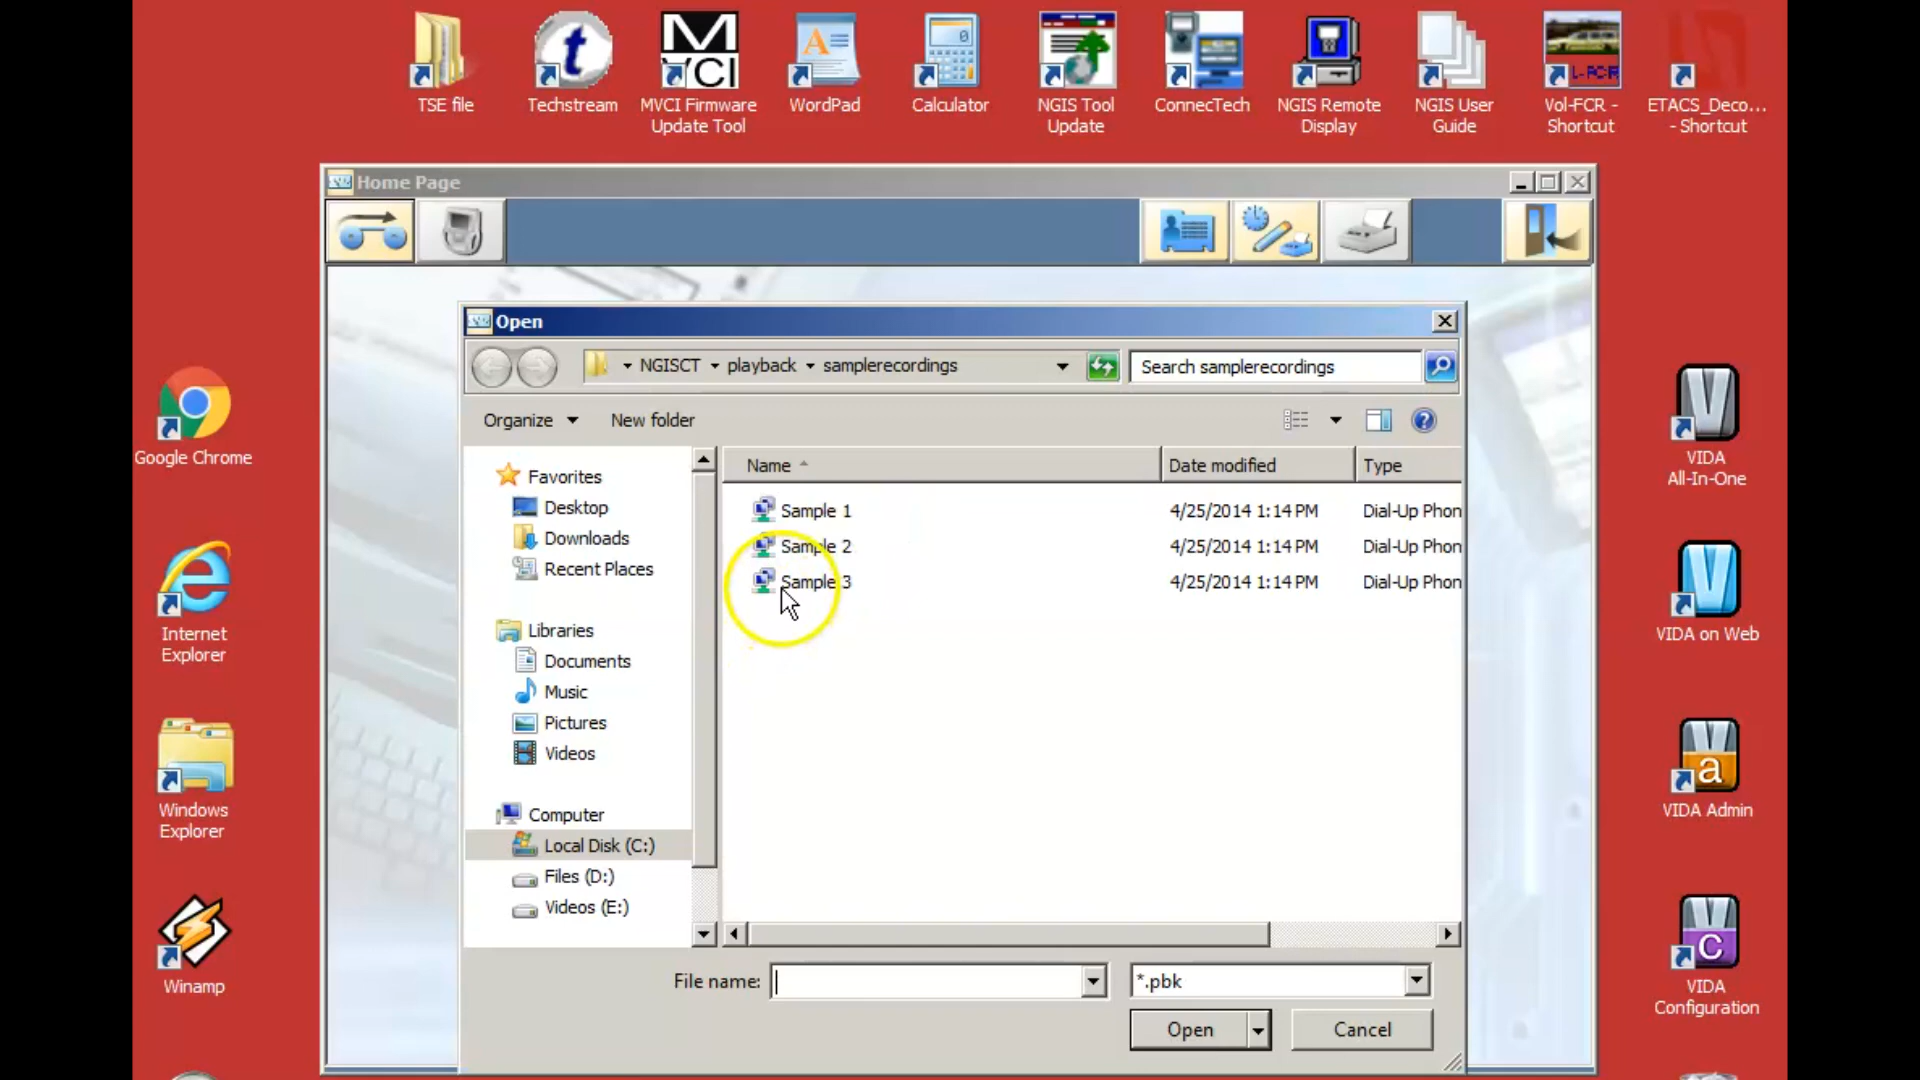 TSE file
Techstream
MVCI
MVCI Firmware
Update Tool
WordPad
Calculator
NGIS Tool
Update
ConnecTech
NGIS Remote
Display
NGIS User
Guide
Vol-FCR -
Shortcut
ETACS_Deco...
- Shortcut
Home Page
Open
NGISCT
playback
samplerecordings
Search samplerecordings
Organize
New folder
Name
Date modified
Type
Sample 1
4/25/2014 1:14 PM
Dial-Up Phon
Sample 2
4/25/2014 1:14 PM
Dial-Up Phon
Sample 3
4/25/2014 1:14 PM
Dial-Up Phon
Favorites
Desktop
Downloads
Recent Places
Libraries
Documents
Music
Pictures
Videos
Computer
Local Disk (C:)
Files (D:)
Videos (E:)
File name:
*.pbk
Open
Cancel
Google Chrome
Internet
Explorer
Windows
Explorer
Winamp
VIDA
All-In-One
VIDA on Web
VIDA Admin
VIDA
Configuration